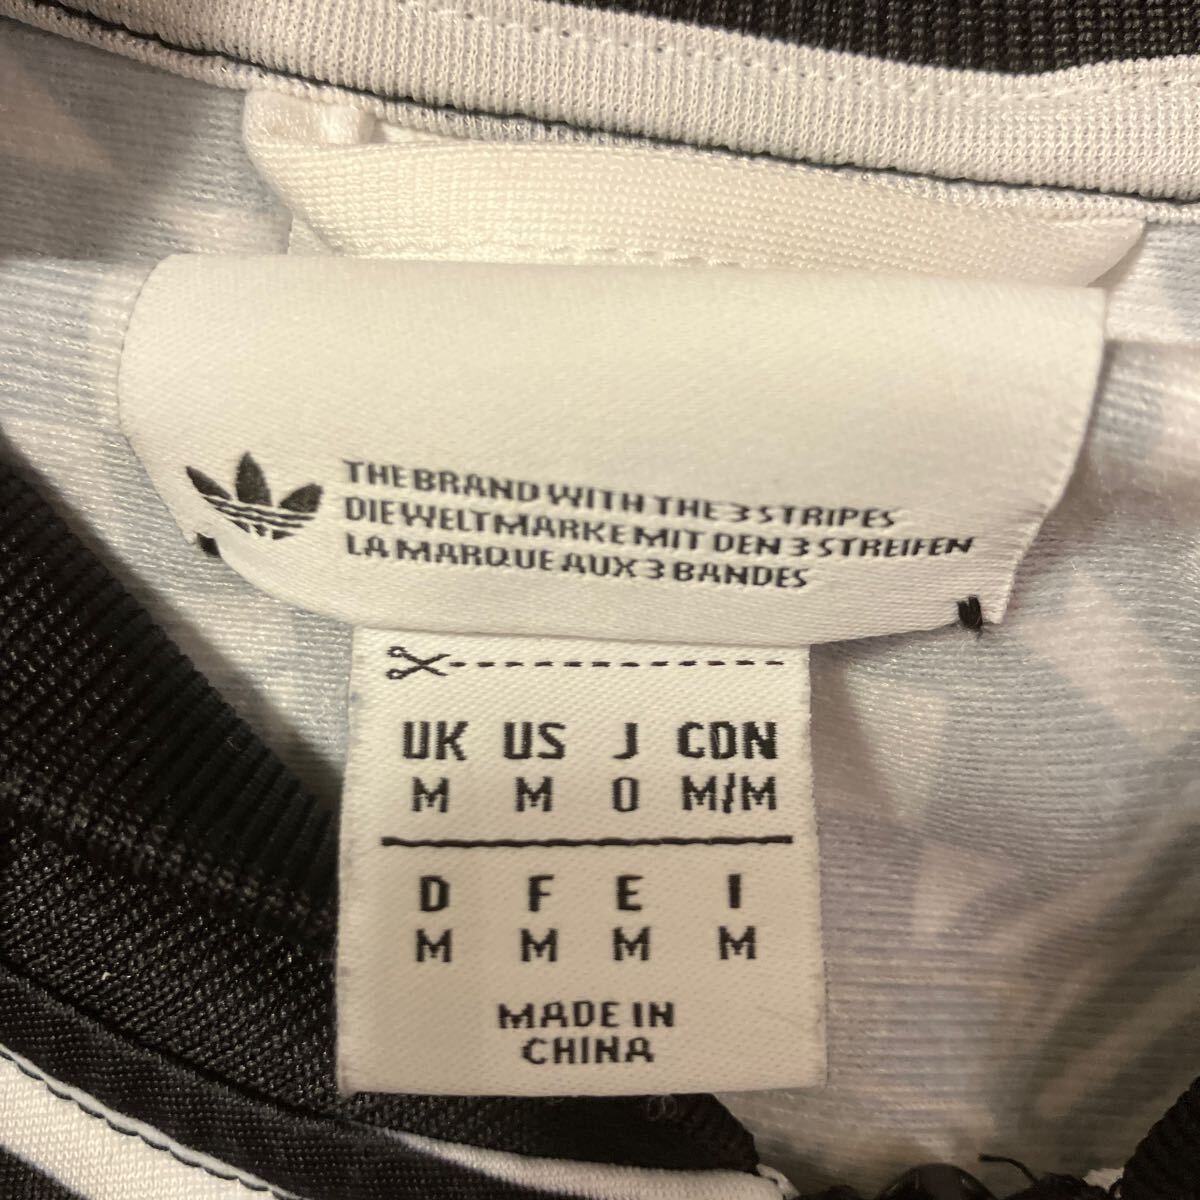 THE BRAND WITH THE 3 STRIPES
DIE WELTMARKE MIT DEN 3 STREIFEN
LA MARQUE AUX 3 BANDES
UK US J CDN
M M O M/M
D F E I
M M M M
MADE IN
CHINA